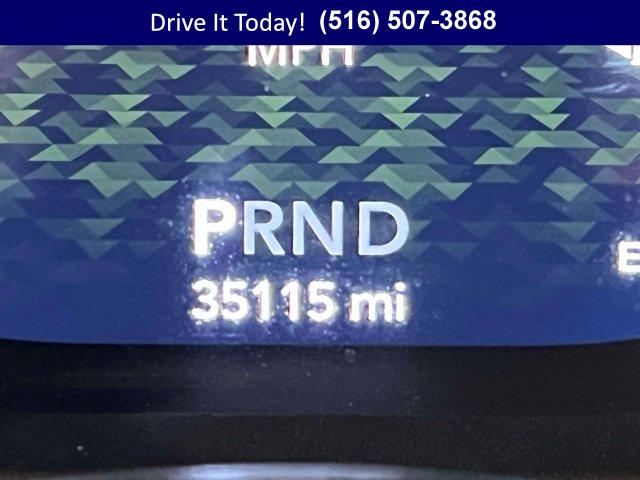 Drive It Today! (516) 507-3868
MPH
PRND
35115 mi
E